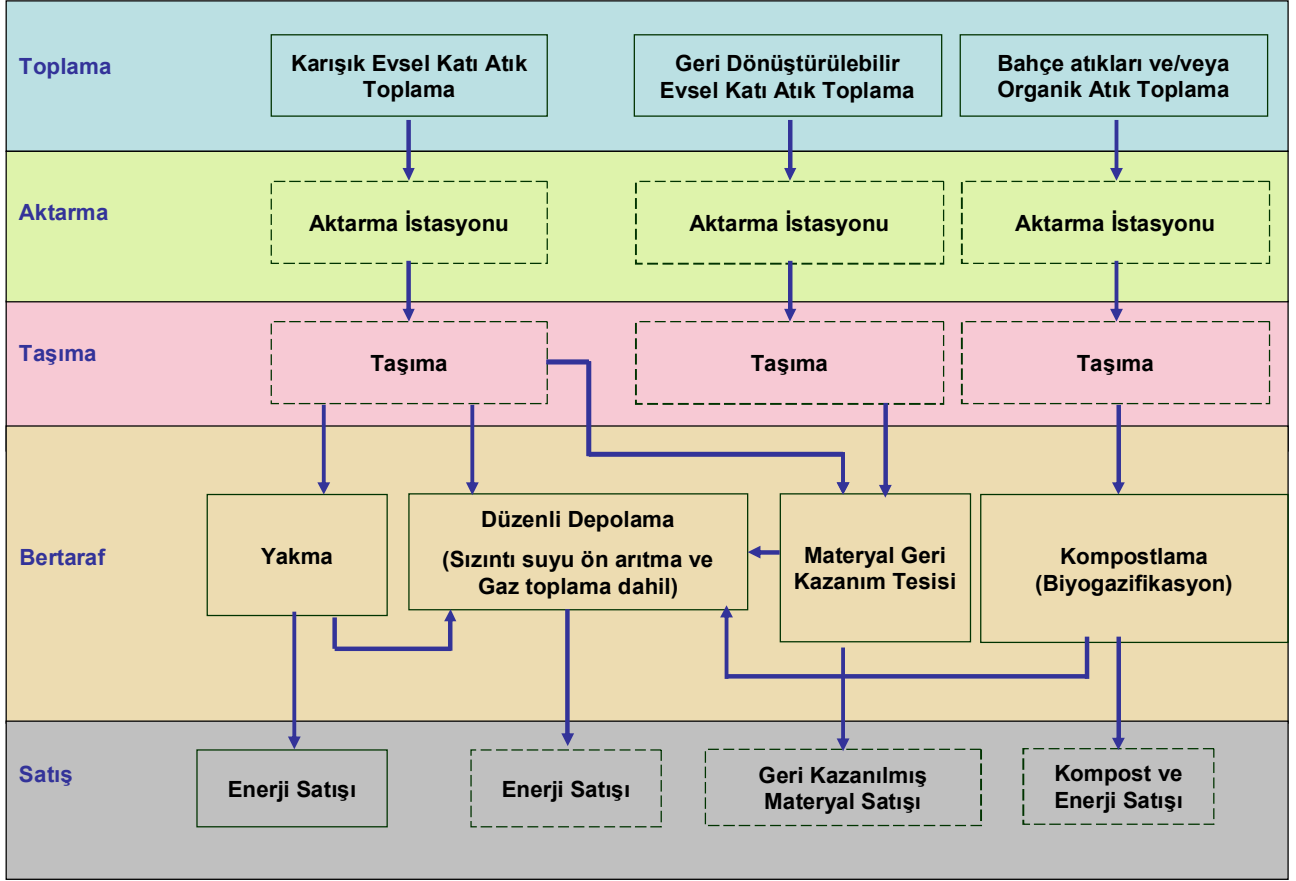 Toplama
Karışık Evsel Katı Atık
Toplama
Geri Dönüştürülebilir
Evsel Katı Atık Toplama
Bahçe atıkları ve/veya
Organik Atık Toplama
Aktarma
Aktarma İstasyonu
Aktarma İstasyonu
Aktarma İstasyonu
Taşıma
Taşıma
Taşıma
Taşıma
Bertaraf
Yakma
Düzenli Depolama
(Sızıntı suyu ön arıtma ve
Gaz toplama dahil)
Materyal Geri
Kazanım Tesisi
Kompostlama
(Biyogazifikasyon)
Satış
Enerji Satışı
Enerji Satışı
Geri Kazanılmış
Materyal Satışı
Kompost ve
Enerji Satışı